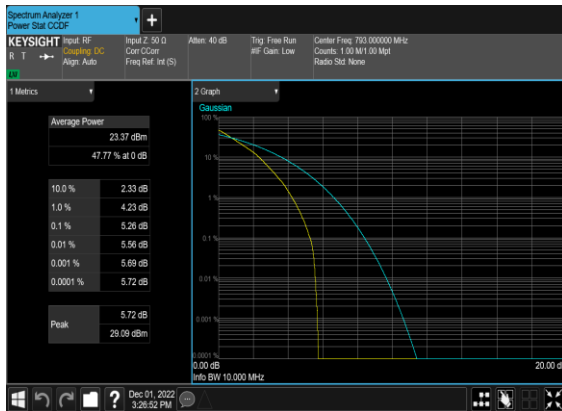 Spectrum Analyzer 1
Power Stat CCDF
+
KEYSIGHT
R T
LXI
Input: RF
Coupling: DC
Align: Auto
Input Z: 50 Ω
Corr CCorr
Freq Ref: Int (S)
Atten: 40 dB
Trig: Free Run
#IF Gain: Low
Center Freq: 793.000000 MHz
Counts: 1.00 M/1.00 Mpt
Radio Std: None
1 Metrics
Average Power
23.37 dBm
47.77 % at 0 dB
10.0 % 2.33 dB
1.0 % 4.23 dB
0.1 % 5.26 dB
0.01 % 5.56 dB
0.001 % 5.69 dB
0.0001 % 5.72 dB
Peak
5.72 dB
29.09 dBm
2 Graph
Gaussian
100 %
10 %
1 %
0.1 %
0.01 %
0.001 %
0.0001 %
0.00 dB
20.00 d
Info BW 10.000 MHz
?
Dec 01, 2022
3:26:52 PM